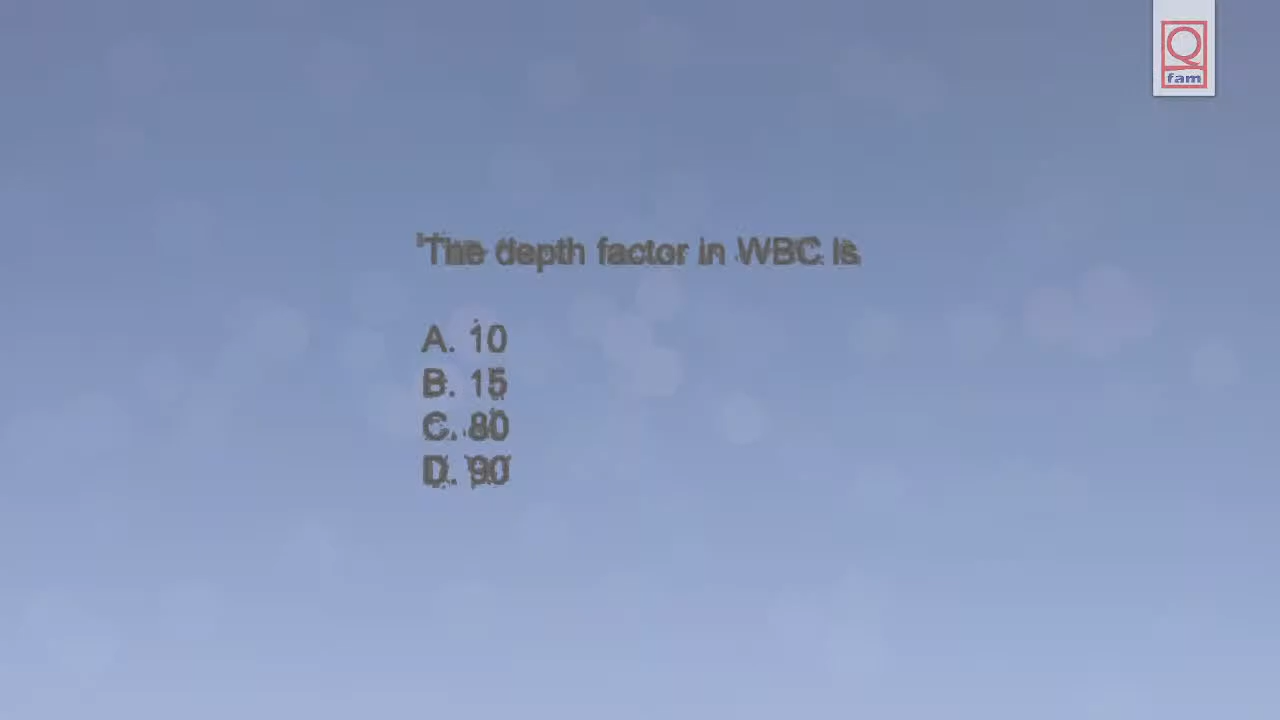 Q
fam
The depth factor in WBC is
A. 10
B. 15
C. 80
D. 90